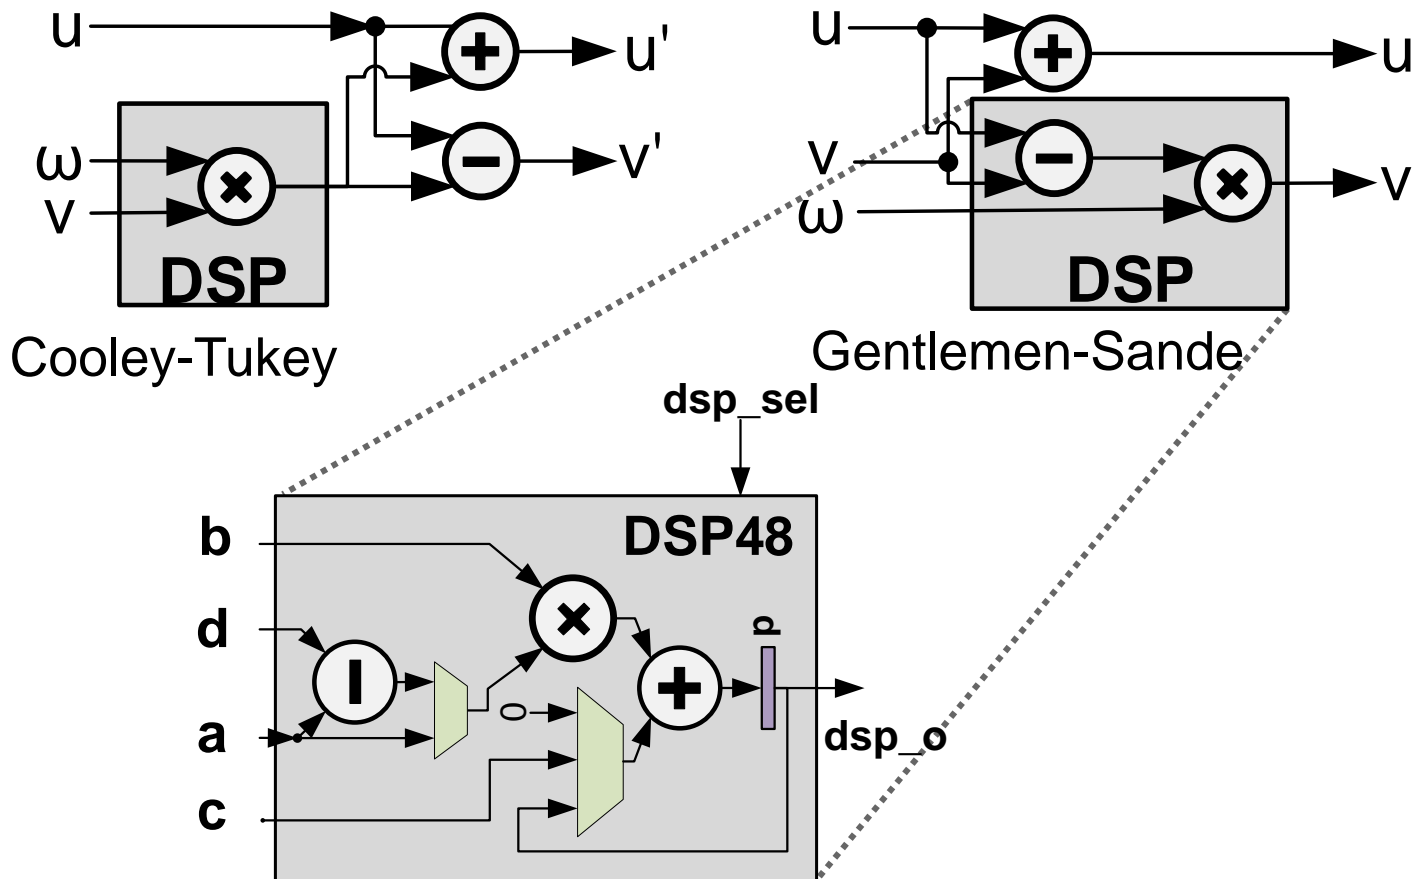 u
u'
ω
v
v'
DSP
Cooley-Tukey
u
u
v
ω
v
DSP
Gentlemen-Sande
dsp_sel
DSP48
b
d
a
c
0
p
dsp_o